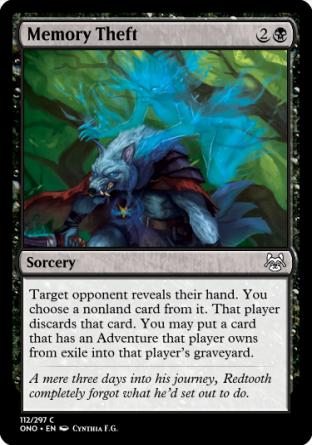 Memory Theft 2
Sorcery
Target opponent reveals their hand. You
choose a nonland card from it. That player
discards that card. You may put a card
that has an Adventure that player owns
from exile into that player's graveyard.
A mere three days into his journey, Redtooth
completely forgot what he'd set out to do.
112/297 C
ONO • EN CYNTHIA F.G.